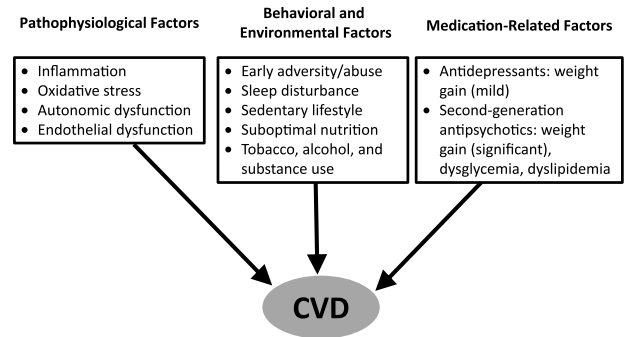 Pathophysiological Factors
• Inflammation
• Oxidative stress
• Autonomic dysfunction
• Endothelial dysfunction
Behavioral and
Environmental Factors
• Early adversity/abuse
• Sleep disturbance
• Sedentary lifestyle
• Suboptimal nutrition
• Tobacco, alcohol, and
substance use
Medication-Related Factors
• Antidepressants: weight
gain (mild)
• Second-generation
antipsychotics: weight
gain (significant),
dysglycemia, dyslipidemia
CVD